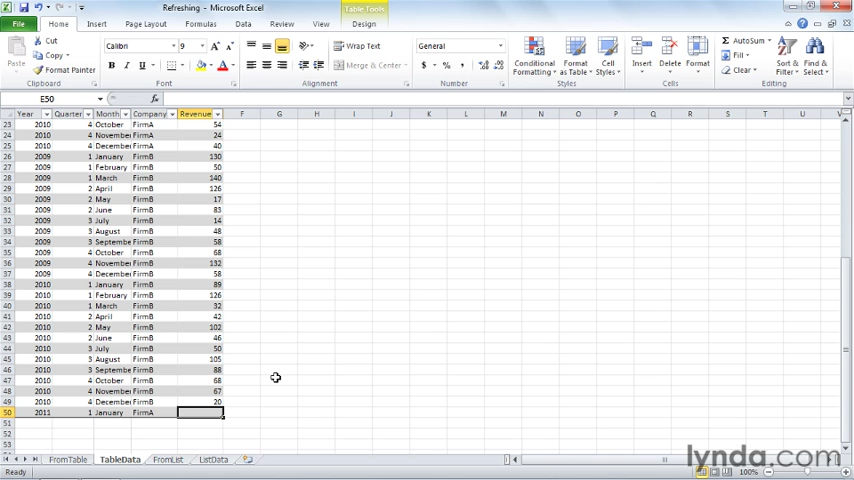 Refreshing - Microsoft Excel
Table Tools
File Home Insert Page Layout Formulas Data Review View Design
Paste
Cut
Copy
Format Painter
Clipboard
Calibri 9
Font
Wrap Text
Merge & Center
Alignment
General
$ % ,
Number
Conditional Formatting
Format as Table
Cell Styles
Styles
Insert Delete Format
Cells
AutoSum
Fill
Clear
Sort & Filter
Find & Select
Editing
E50 fx
Year Quarter Month Company Revenue F G H I J K L M N O P Q R S T U V
23 2010 4 October FirmA 54
24 2010 4 November FirmA 24
25 2010 4 December FirmA 40
26 2009 1 January FirmB 130
27 2009 1 February FirmB 50
28 2009 1 March FirmB 140
29 2009 2 April FirmB 126
30 2009 2 May FirmB 17
31 2009 2 June FirmB 83
32 2009 3 July FirmB 14
33 2009 3 August FirmB 48
34 2009 3 Septembe FirmB 58
35 2009 4 October FirmB 68
36 2009 4 November FirmB 132
37 2009 4 December FirmB 58
38 2010 1 January FirmB 89
39 2010 1 February FirmB 126
40 2010 1 March FirmB 32
41 2010 2 April FirmB 42
42 2010 2 May FirmB 102
43 2010 2 June FirmB 46
44 2010 3 July FirmB 50
45 2010 3 August FirmB 105
46 2010 3 Septembe FirmB 88
47 2010 4 October FirmB 68
48 2010 4 November FirmB 67
49 2010 4 December FirmB 20
50 2011 1 January FirmA
51
52
53
FromTable TableData FromList ListData
lynda.com
Ready 100%